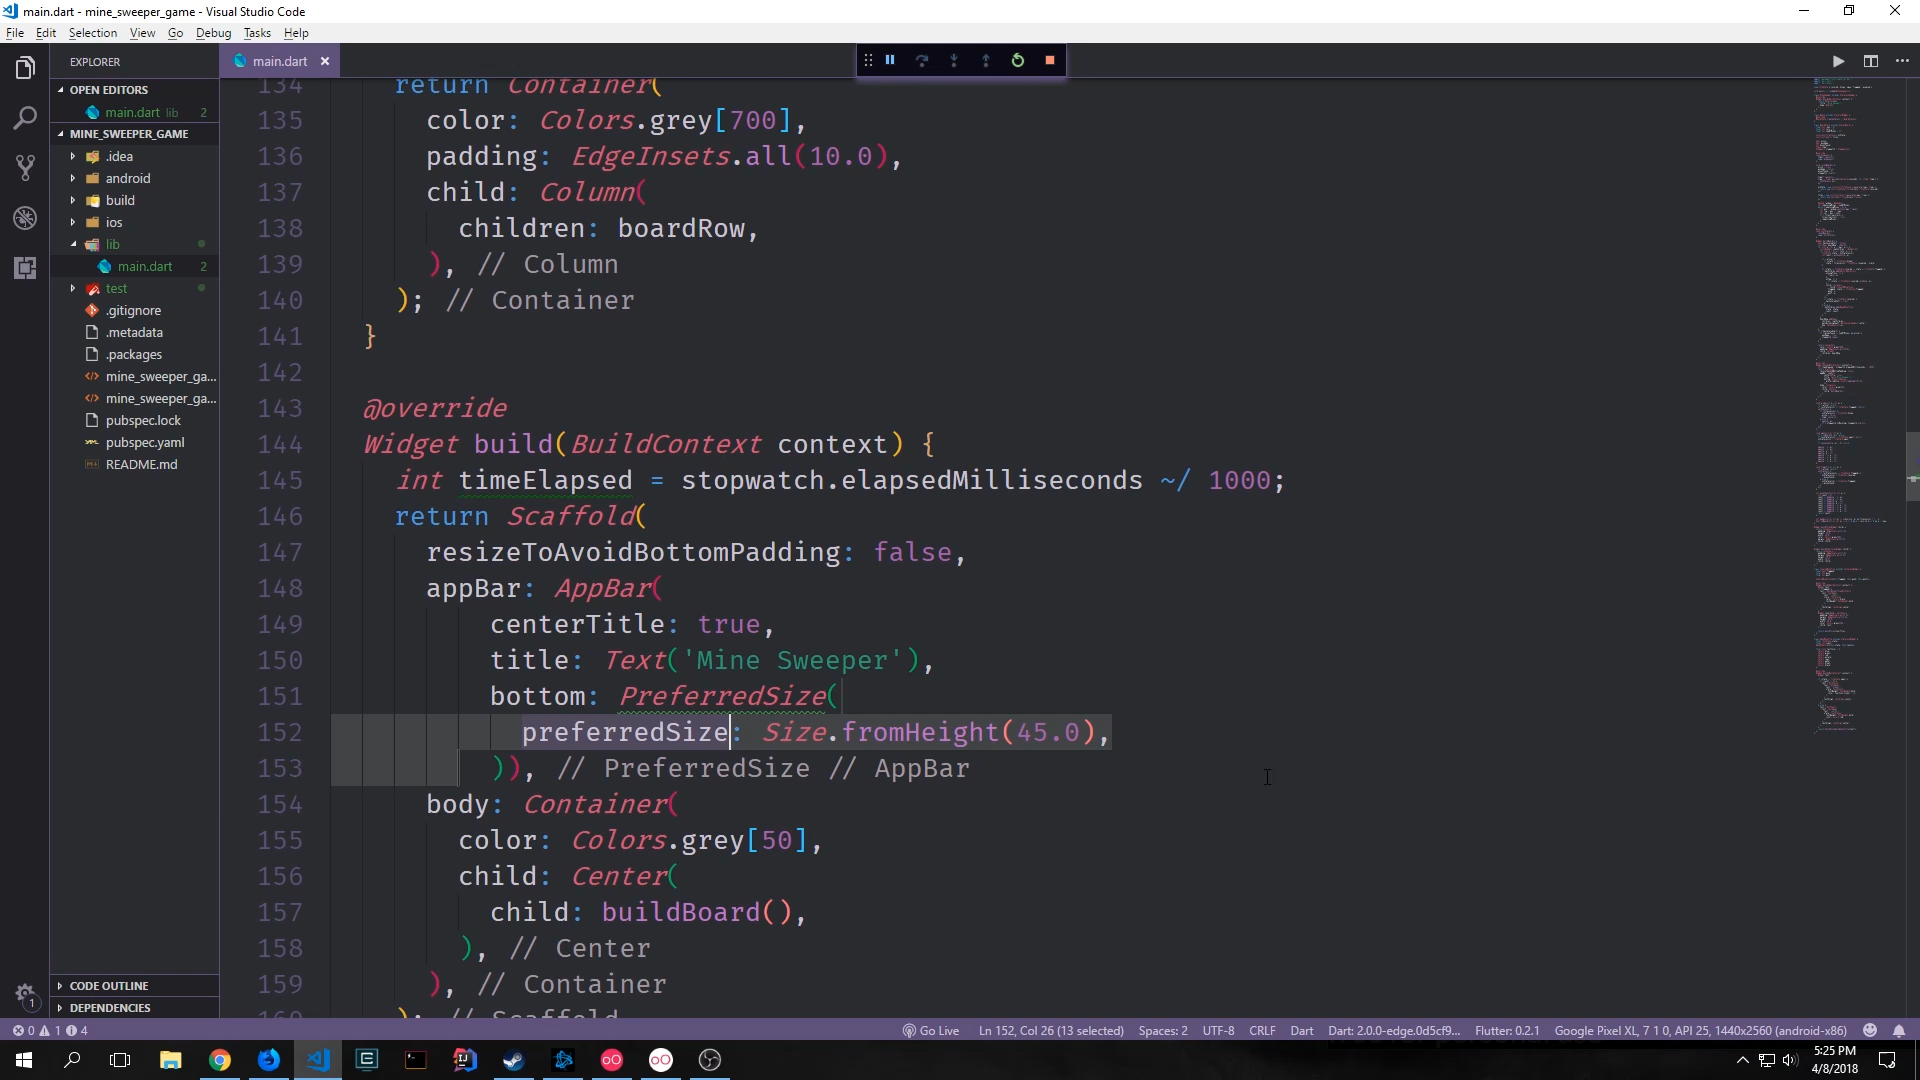 main.dart - mine_sweeper_game - Visual Studio Code
File Edit Selection View Go Debug Tasks Help
EXPLORER
main.dart
OPEN EDITORS
main.dart lib 2
MINE_SWEEPER_GAME
.idea
android
build
ios
lib
main.dart 2
test
.gitignore
.metadata
.packages
mine_sweeper_ga...
mine_sweeper_ga...
pubspec.lock
pubspec.yaml
README.md
CODE OUTLINE
DEPENDENCIES
134 return Container(
135 color: Colors.grey[700],
136 padding: EdgeInsets.all(10.0),
137 child: Column(
138 children: boardRow,
139 ), // Column
140 ); // Container
141 }
142
143 @override
144 Widget build(BuildContext context) {
145 int timeElapsed = stopwatch.elapsedMilliseconds ~/ 1000;
146 return Scaffold(
147 resizeToAvoidBottomPadding: false,
148 appBar: AppBar(
149 centerTitle: true,
150 title: Text('Mine Sweeper'),
151 bottom: PreferredSize(
152 preferredSize: Size.fromHeight(45.0),
153 )), // PreferredSize // AppBar
154 body: Container(
155 color: Colors.grey[50],
156 child: Center(
157 child: buildBoard(),
158 ), // Center
159 ), // Container
160 ); // Scaffold
1
0 1 4
Go Live Ln 152, Col 26 (13 selected) Spaces: 2 UTF-8 CRLF Dart Dart: 2.0.0-edge.0d5cf9... Flutter: 0.2.1 Google Pixel XL, 7 1 0, API 25, 1440x2560 (android-x86)
5:25 PM
4/8/2018